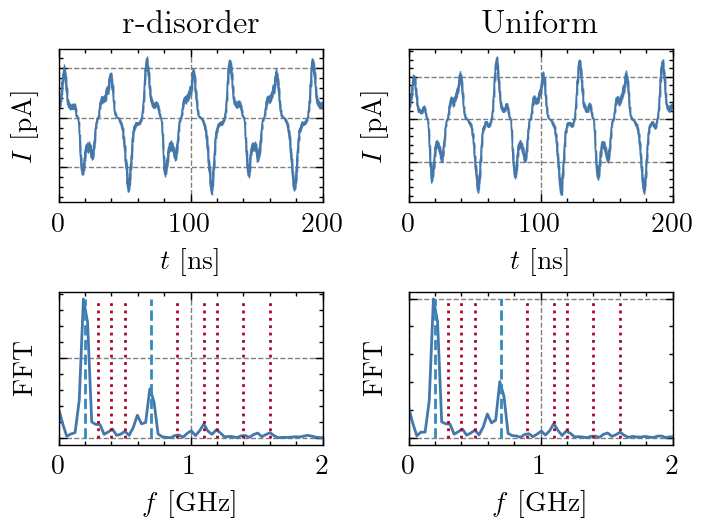 r-disorder
Uniform
I [pA]
I [pA]
0 100 200
0 100 200
t [ns]
t [ns]
FFT
FFT
0 1 2
0 1 2
f [GHz]
f [GHz]